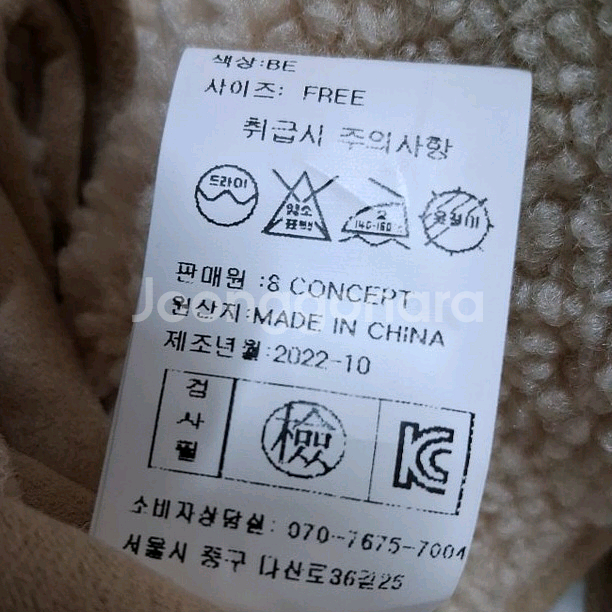 색상:BE
사이즈: FREE
취급시 주의사항
드라이
염소
표백
140-160℃
판매원 :8 CONCEPT
원산지:MADE IN CHINA
제조년월:2022-10
검
사
필
檢
KC
소비자상담실: 070-7675-7004
서울시 중구 다산로36길25
Joonggonara